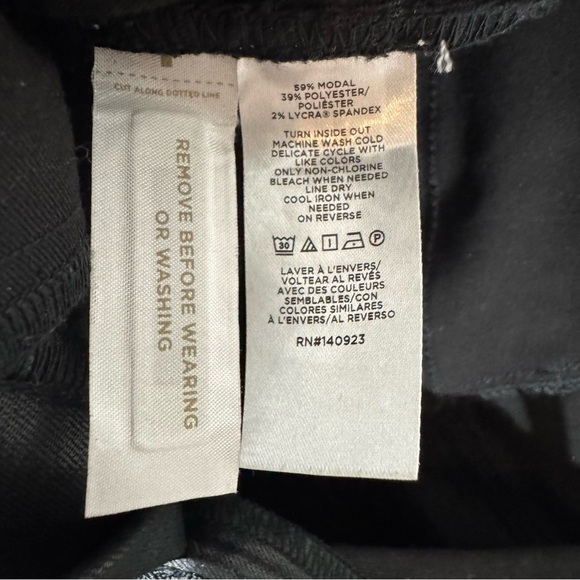 CUT ALONG DOTTED LINE
REMOVE BEFORE WEARING
OR WASHING
59% MODAL
39% POLYESTER/
POLIÉSTER
2% LYCRA® SPANDEX
TURN INSIDE OUT
MACHINE WASH COLD
DELICATE CYCLE WITH
LIKE COLORS
ONLY NON-CHLORINE
BLEACH WHEN NEEDED
LINE DRY
COOL IRON WHEN
NEEDED
ON REVERSE
30 P
LAVER À L'ENVERS/
VOLTEAR AL REVÉS
AVEC DES COULEURS
SEMBLABLES/CON
COLORES SIMILARES
À L'ENVERS/AL REVERSO
RN#140923